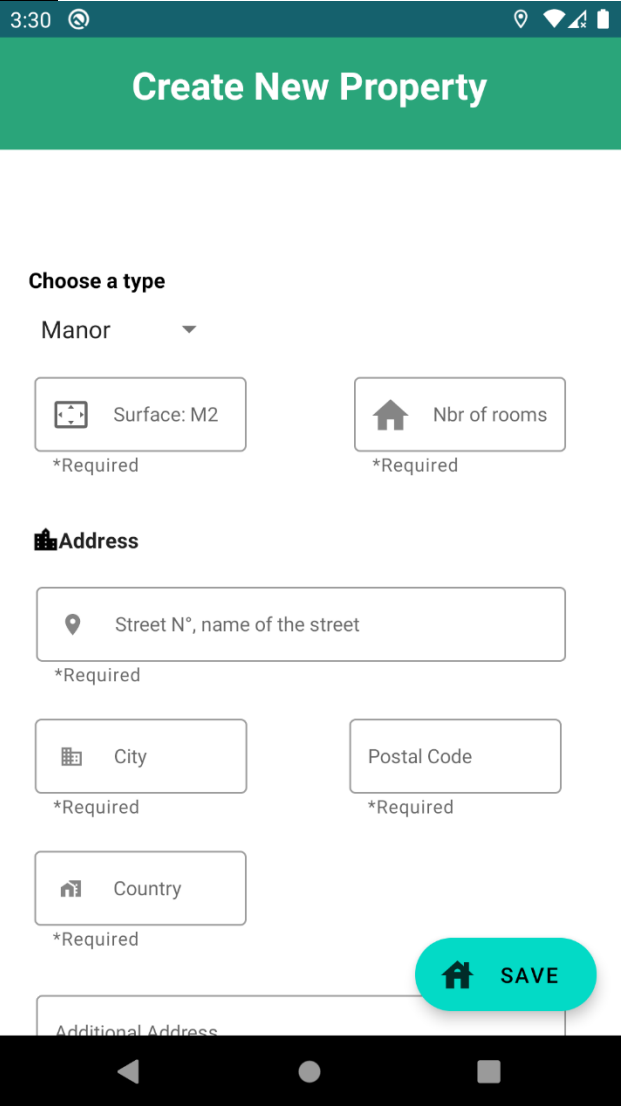 3:30
Create New Property
Choose a type
Manor
Surface: M2
Nbr of rooms
*Required
*Required
Address
Street N°, name of the street
*Required
City
Postal Code
*Required
*Required
Country
*Required
SAVE
Additional Address